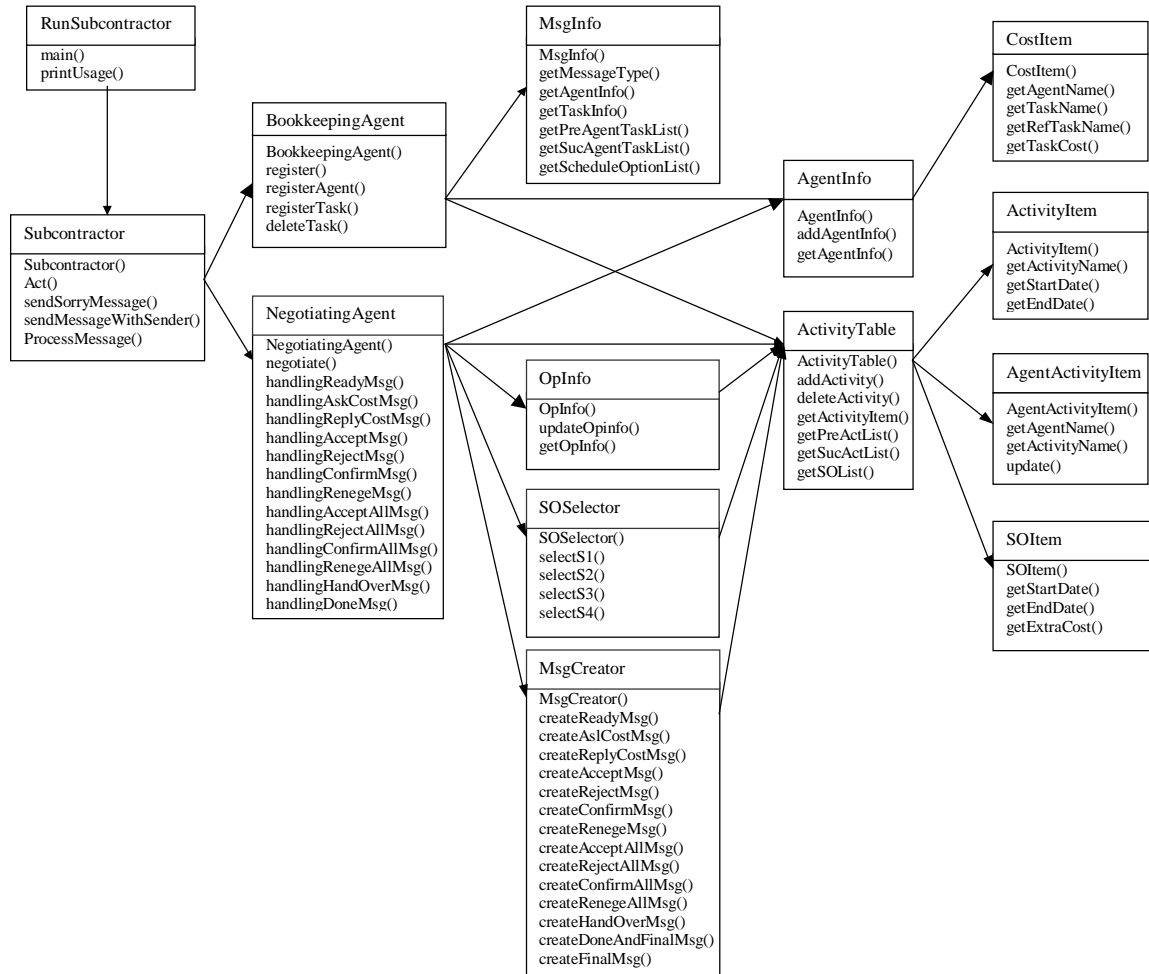 RunSubcontractor
main()
printUsage()
Subcontractor
Subcontractor()
Act()
sendSorryMessage()
sendMessageWithSender()
ProcessMessage()
BookkeepingAgent
BookkeepingAgent()
register()
registerAgent()
registerTask()
deleteTask()
NegotiatingAgent
NegotiatingAgent()
negotiate()
handlingReadyMsg()
handlingAskCostMsg()
handlingReplyCostMsg()
handlingAcceptMsg()
handlingRejectMsg()
handlingConfirmMsg()
handlingRenegeMsg()
handlingAcceptAllMsg()
handlingRejectAllMsg()
handlingConfirmAllMsg()
handlingRenegeAllMsg()
handlingHandOverMsg()
handlingDoneMsg()
MsgInfo
MsgInfo()
getMessageType()
getAgentInfo()
getTaskInfo()
getPreAgentTaskList()
getSucAgentTaskList()
getScheduleOptionList()
OpInfo
OpInfo()
updateOpinfo()
getOpInfo()
SOSelector
SOSelector()
selectS1()
selectS2()
selectS3()
selectS4()
MsgCreator
MsgCreator()
createReadyMsg()
createAslCostMsg()
createReplyCostMsg()
createAcceptMsg()
createRejectMsg()
createConfirmMsg()
createRenegeMsg()
createAcceptAllMsg()
createRejectAllMsg()
createConfirmAllMsg()
createRenegeAllMsg()
createHandOverMsg()
createDoneAndFinalMsg()
createFinalMsg()
AgentInfo
AgentInfo()
addAgentInfo()
getAgentInfo()
ActivityTable
ActivityTable()
addActivity()
deleteActivity()
getActivityItem()
getPreActList()
getSucActList()
getSOList()
CostItem
CostItem()
getAgentName()
getTaskName()
getRefTaskName()
getTaskCost()
ActivityItem
ActivityItem()
getActivityName()
getStartDate()
getEndDate()
AgentActivityItem
AgentActivityItem()
getAgentName()
getActivityName()
update()
SOItem
SOItem()
getStartDate()
getEndDate()
getExtraCost()